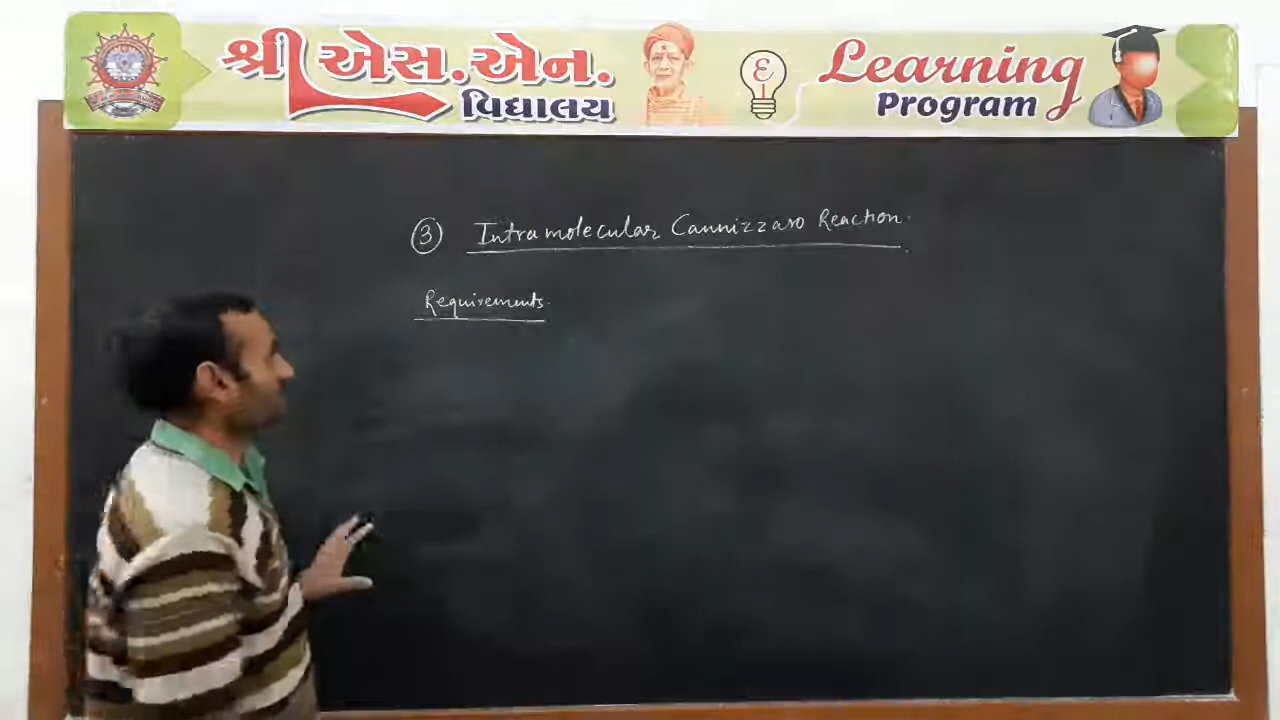 શ્રી એસ.એન.
વિદ્યાલય
Learning
Program
③ Intramolecular Cannizzaro Reaction.
Requirements.